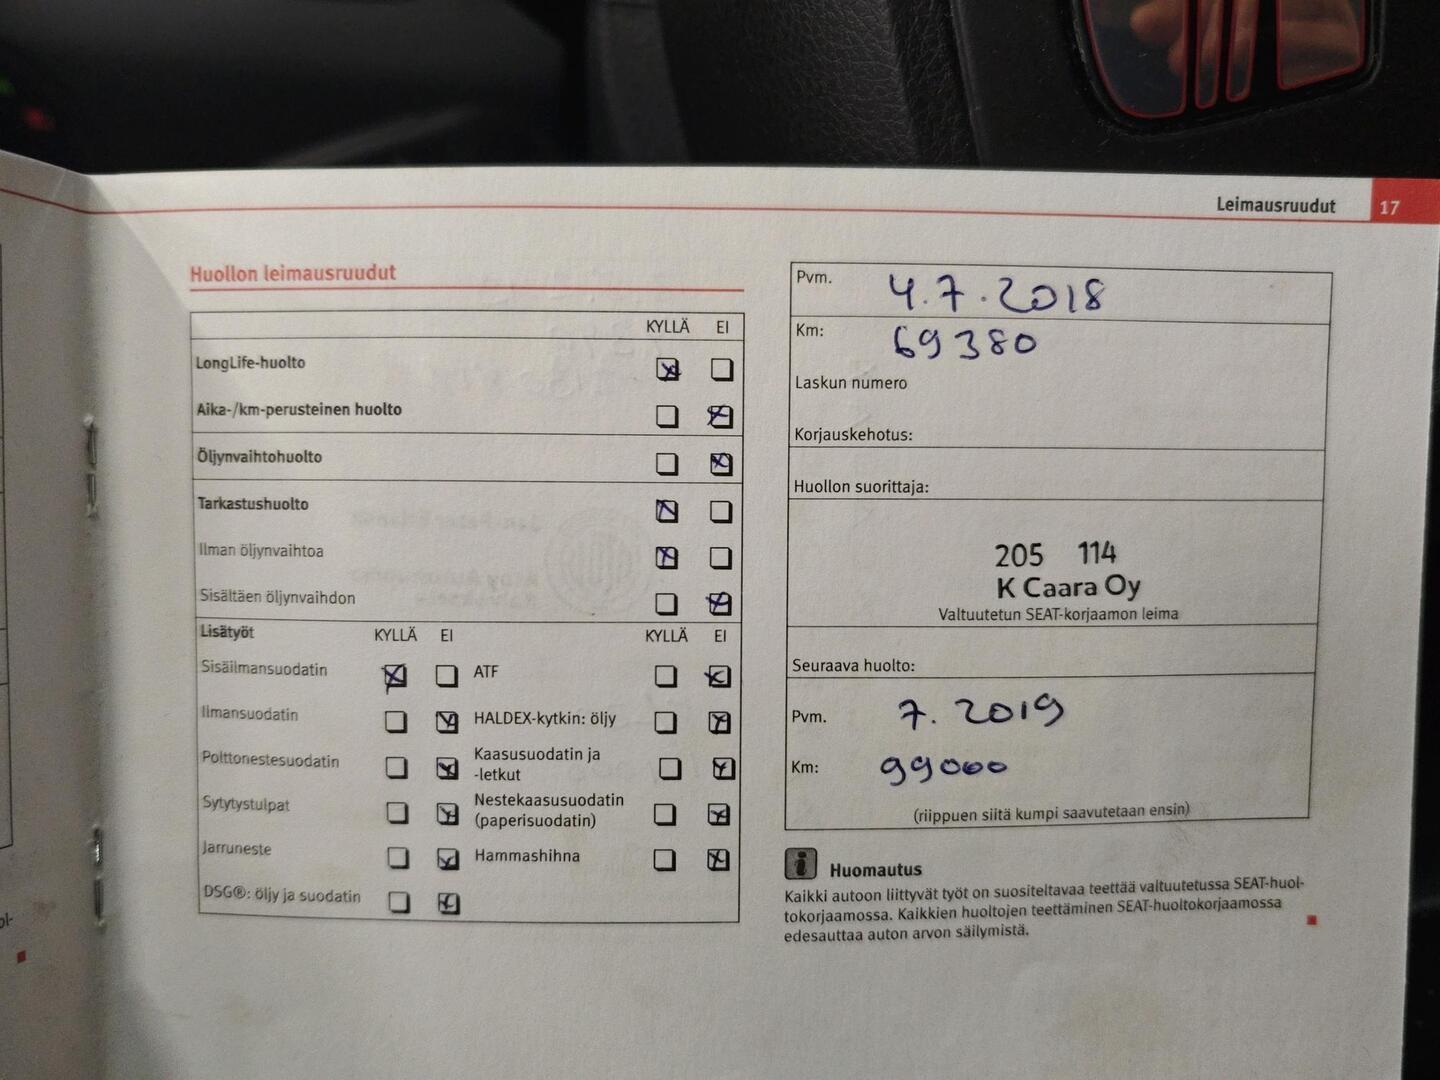 Leimausruudut 17
Huollon leimausruudut
KYLLÄ EI
LongLife-huolto
Aika-/km-perusteinen huolto
Öljynvaihtohuolto
Tarkastushuolto
Ilman öljynvaihtoa
Sisältäen öljynvaihdon
Lisätyöt KYLLÄ EI KYLLÄ EI
Sisäilmansuodatin ATF
Ilmansuodatin HALDEX-kytkin: öljy
Polttonestesuodatin Kaasusuodatin ja
-letkut
Sytytystulpat Nestekaasusuodatin
(paperisuodatin)
Jarruneste Hammashihna
DSG®: öljy ja suodatin
Pvm. 4.7.2018
Km: 69380
Laskun numero
Korjauskehotus:
Huollon suorittaja:
205 114
K Caara Oy
Valtuutetun SEAT-korjaamon leima
Seuraava huolto:
Pvm. 7.2019
Km: 99000
(riippuen siitä kumpi saavutetaan ensin)
i Huomautus
Kaikki autoon liittyvät työt on suositeltavaa teettää valtuutetussa SEAT-huol-
tokorjaamossa. Kaikkien huoltojen teettäminen SEAT-huoltokorjaamossa
edesauttaa auton arvon säilymistä.